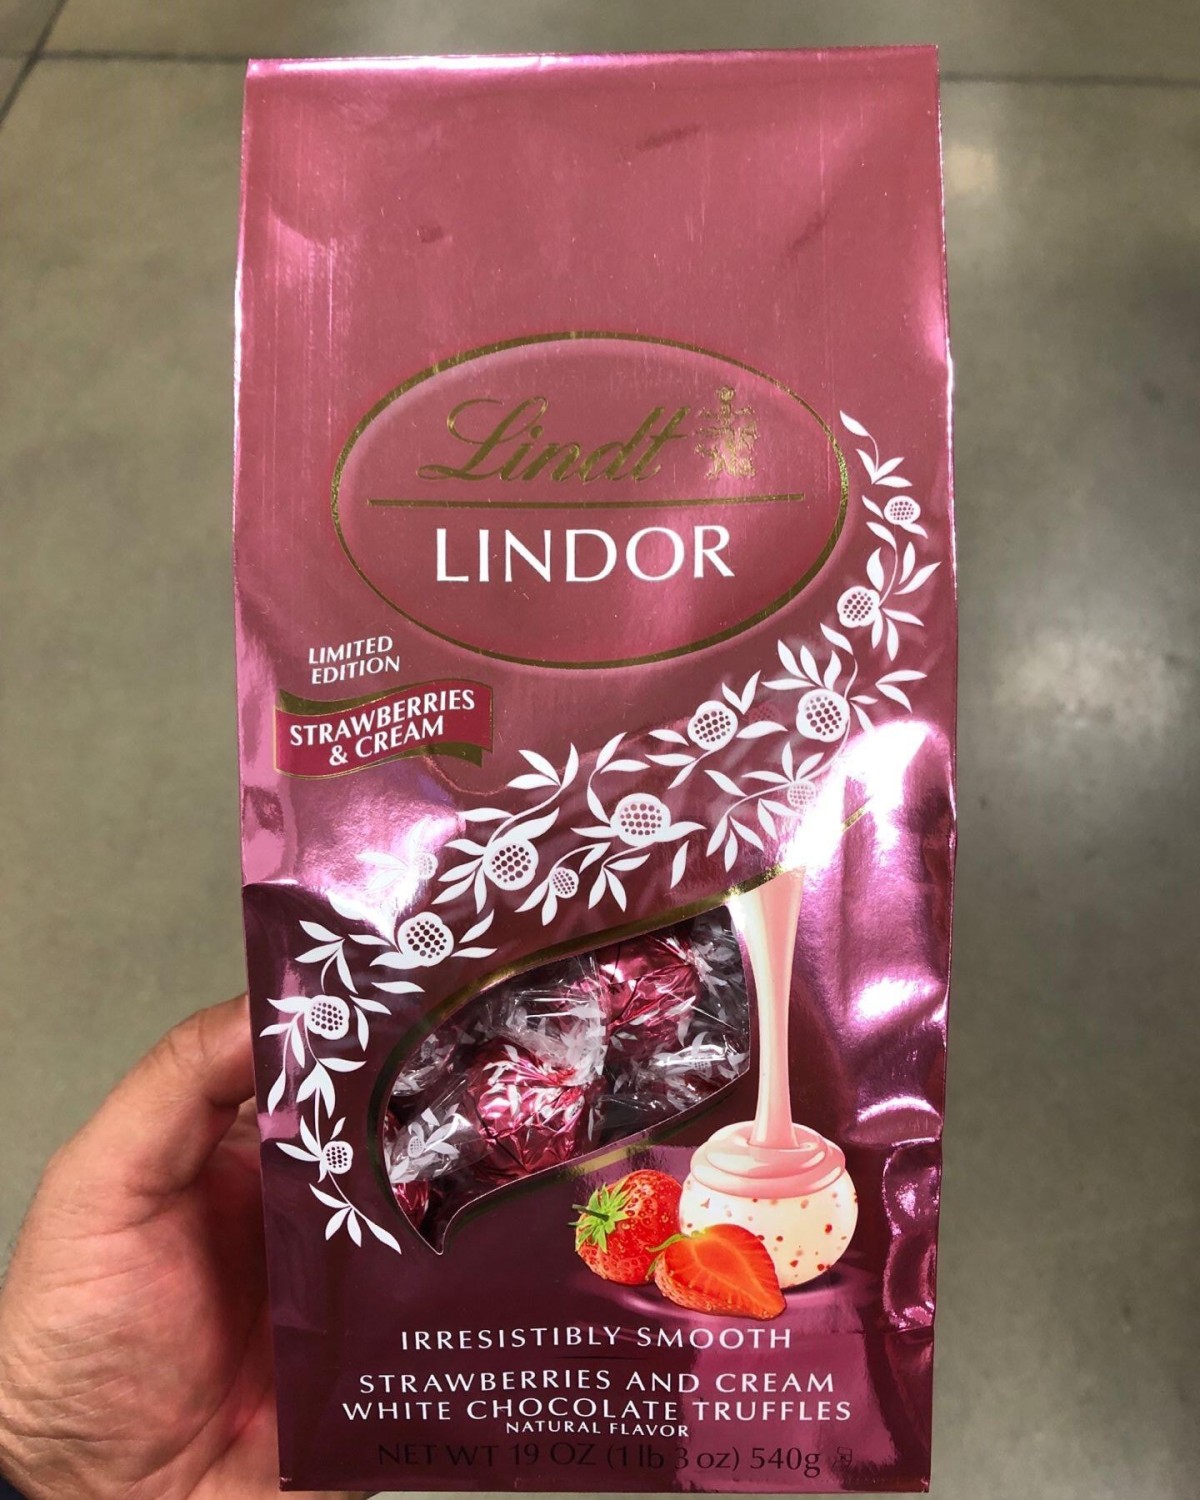 Lindt
LINDOR
LIMITED
EDITION
STRAWBERRIES
& CREAM
IRRESISTIBLY SMOOTH
STRAWBERRIES AND CREAM
WHITE CHOCOLATE TRUFFLES
NATURAL FLAVOR
NET WT 19 OZ (1 lb 3 oz) 540g